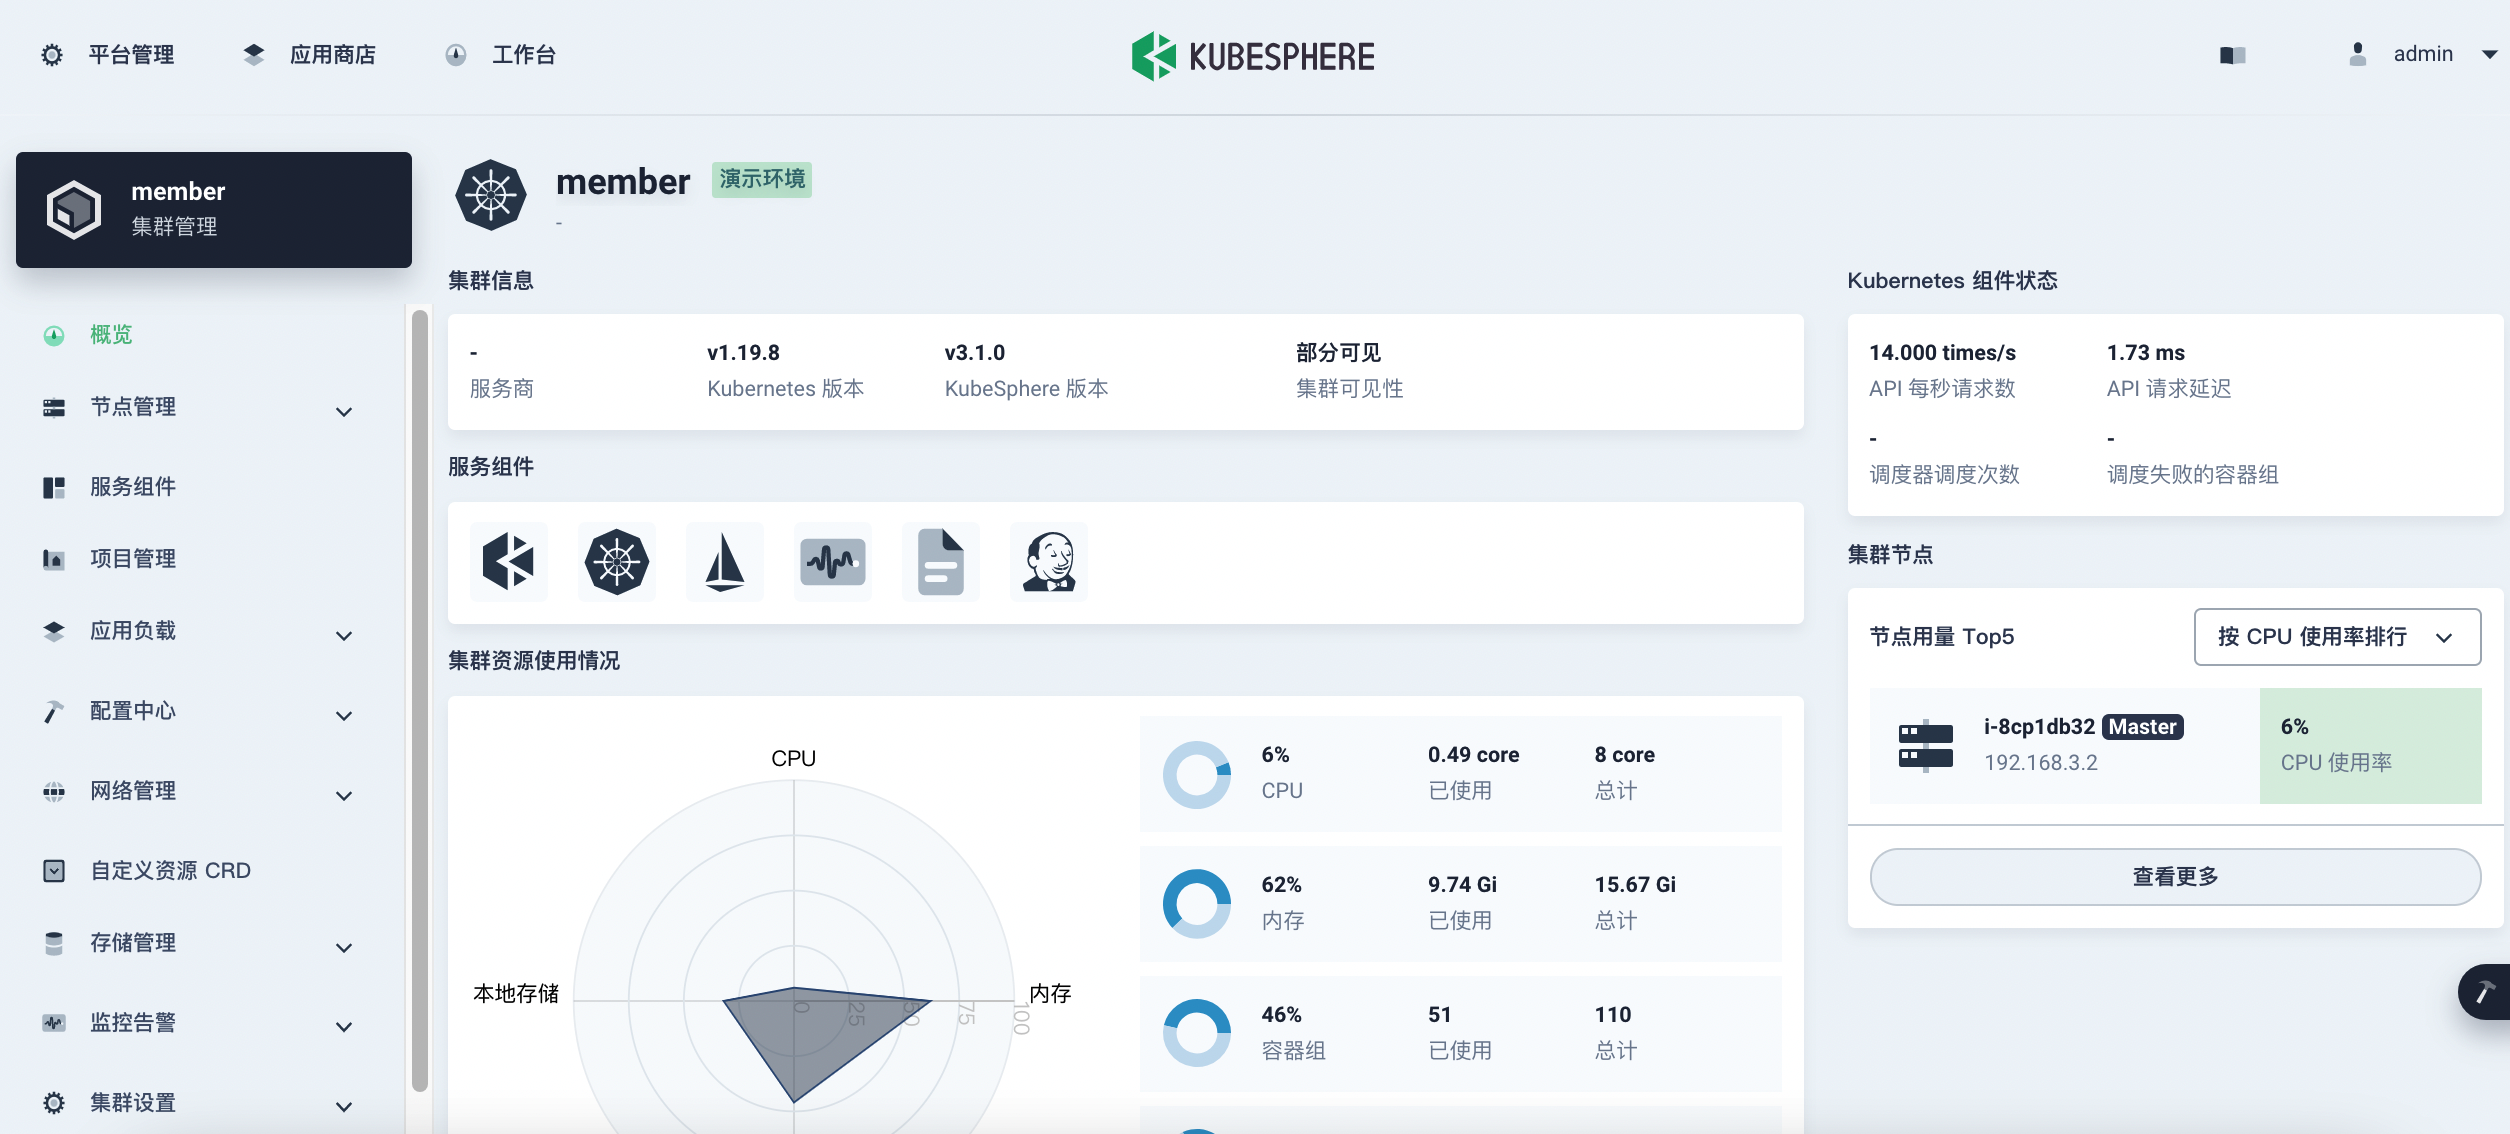 平台管理
应用商店
工作台
KUBESPHERE
admin
member
集群管理
概览
节点管理
服务组件
项目管理
应用负载
配置中心
网络管理
自定义资源 CRD
存储管理
监控告警
集群设置
member 演示环境
-
集群信息
-
服务商
v1.19.8
Kubernetes 版本
v3.1.0
KubeSphere 版本
部分可见
集群可见性
服务组件
集群资源使用情况
CPU
内存
本地存储
0
25
50
75
100
6%
CPU
0.49 core
已使用
8 core
总计
62%
内存
9.74 Gi
已使用
15.67 Gi
总计
46%
容器组
51
已使用
110
总计
Kubernetes 组件状态
14.000 times/s
API 每秒请求数
1.73 ms
API 请求延迟
-
调度器调度次数
-
调度失败的容器组
集群节点
节点用量 Top5
按 CPU 使用率排行
i-8cp1db32 Master
192.168.3.2
6%
CPU 使用率
查看更多